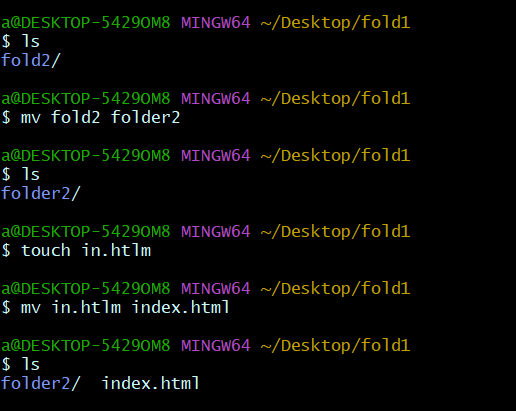 a@DESKTOP-5429OM8 MINGW64 ~/Desktop/fold1
$ ls
fold2/
a@DESKTOP-5429OM8 MINGW64 ~/Desktop/fold1
$ mv fold2 folder2
a@DESKTOP-5429OM8 MINGW64 ~/Desktop/fold1
$ ls
folder2/
a@DESKTOP-5429OM8 MINGW64 ~/Desktop/fold1
$ touch in.htlm
a@DESKTOP-5429OM8 MINGW64 ~/Desktop/fold1
$ mv in.htlm index.html
a@DESKTOP-5429OM8 MINGW64 ~/Desktop/fold1
$ ls
folder2/  index.html